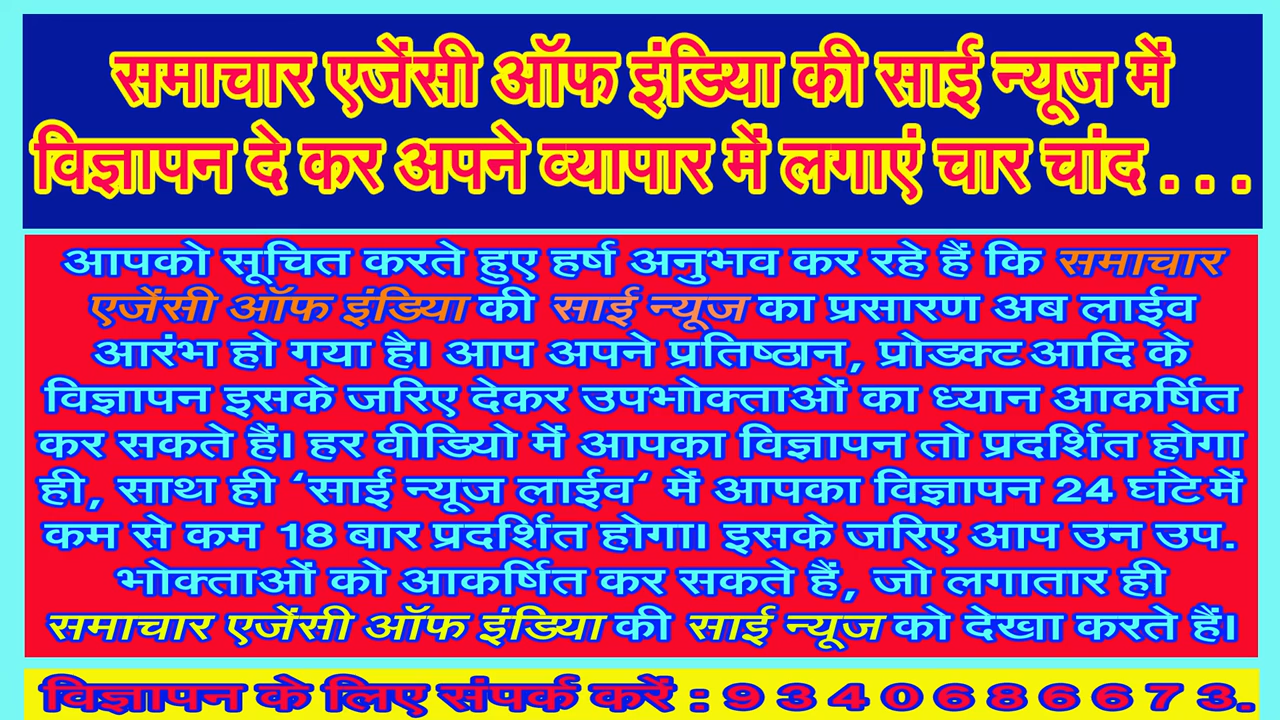 समाचार एजेंसी ऑफ इंडिया की साई न्यूज में
विज्ञापन दे कर अपने व्यापार में लगाएं चार चांद . . .
आपको सूचित करते हुए हर्ष अनुभव कर रहे हैं कि समाचार
एजेंसी ऑफ इंडिया की साई न्यूज का प्रसारण अब लाईव
आरंभ हो गया है। आप अपने प्रतिष्ठान, प्रोडक्ट आदि के
विज्ञापन इसके जरिए देकर उपभोक्ताओं का ध्यान आकर्षित
कर सकते हैं। हर वीडियो में आपका विज्ञापन तो प्रदर्शित होगा
ही, साथ ही ‘साई न्यूज लाईव‘ में आपका विज्ञापन 24 घंटे में
कम से कम 18 बार प्रदर्शित होगा। इसके जरिए आप उन उप.
भोक्ताओं को आकर्षित कर सकते हैं, जो लगातार ही
समाचार एजेंसी ऑफ इंडिया की साई न्यूज को देखा करते हैं।
विज्ञापन के लिए संपर्क करें : 9 3 4 0 6 8 6 6 7 3.